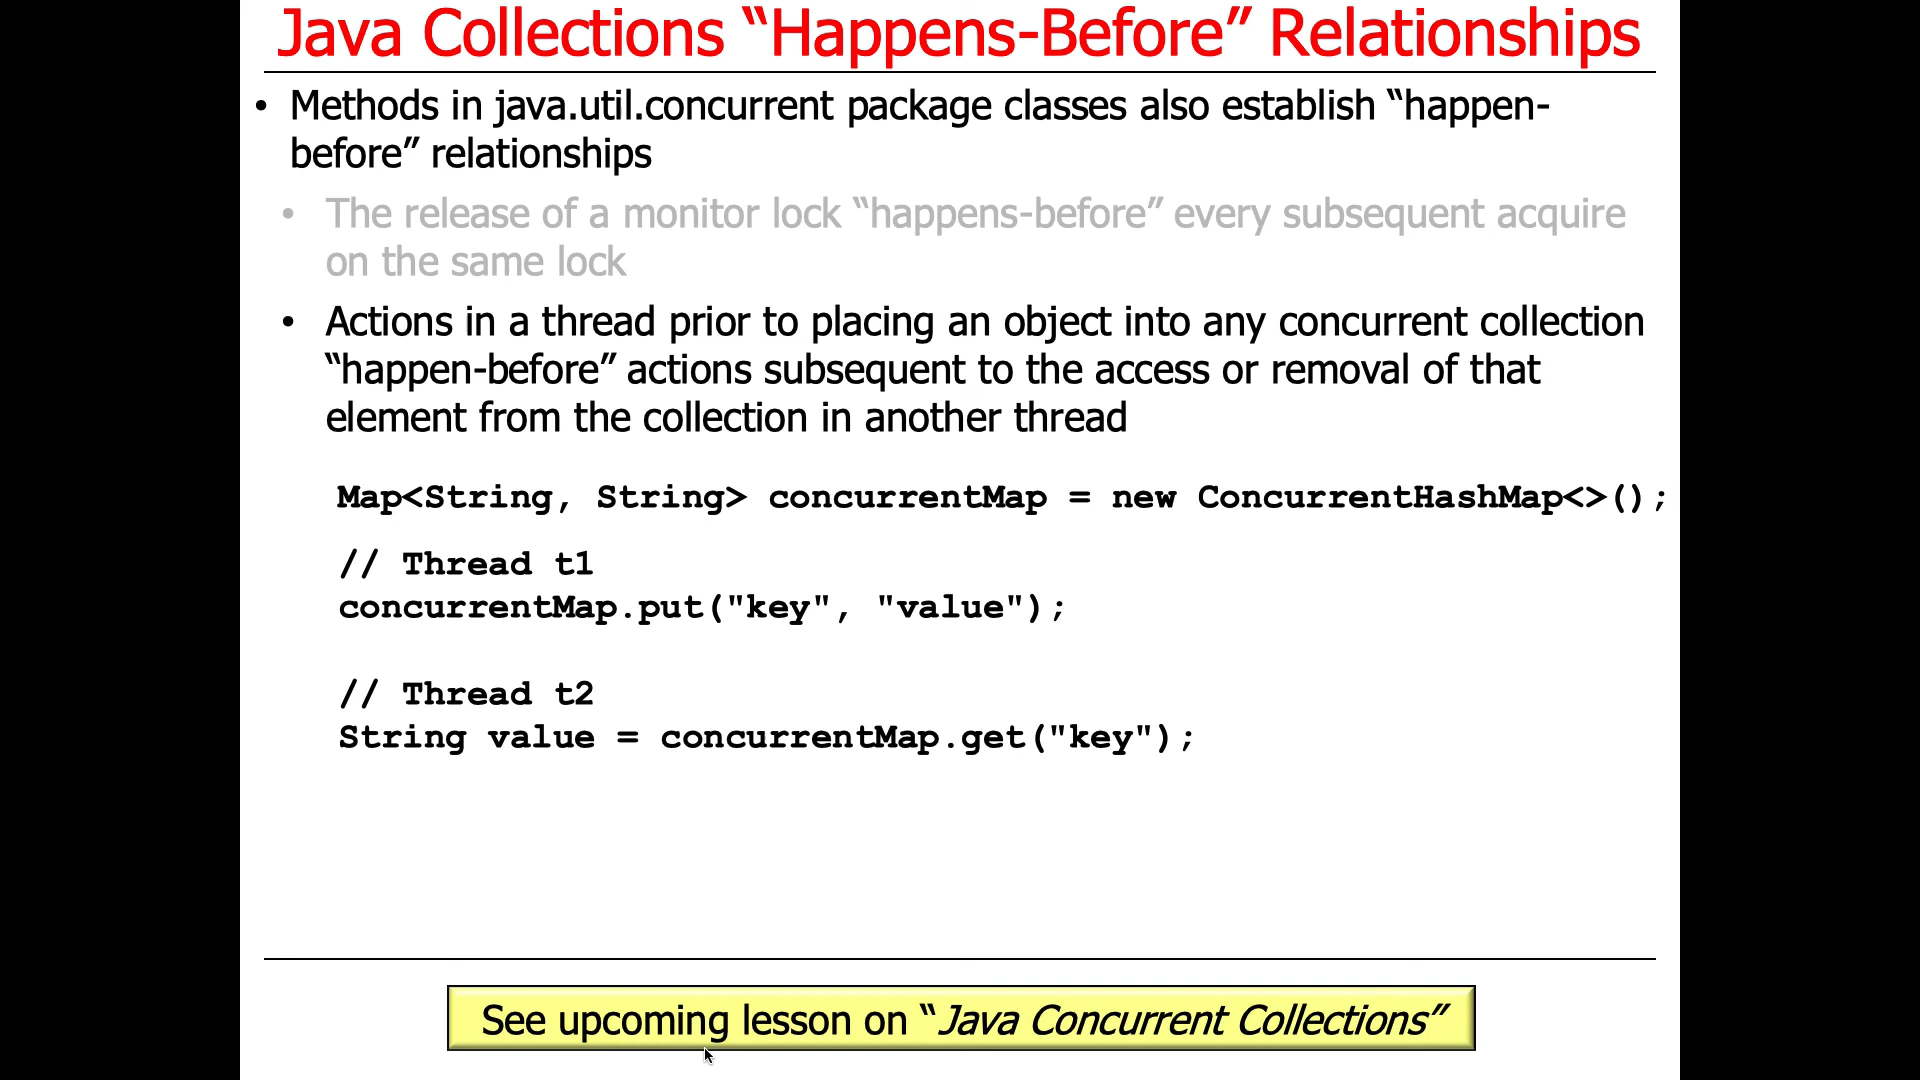 Java Collections “Happens-Before” Relationships
• Methods in java.util.concurrent package classes also establish “happen-
before” relationships
• The release of a monitor lock “happens-before” every subsequent acquire
on the same lock
• Actions in a thread prior to placing an object into any concurrent collection
“happen-before” actions subsequent to the access or removal of that
element from the collection in another thread
Map<String, String> concurrentMap = new ConcurrentHashMap<>();
// Thread t1
concurrentMap.put("key", "value");
// Thread t2
String value = concurrentMap.get("key");
See upcoming lesson on “Java Concurrent Collections”